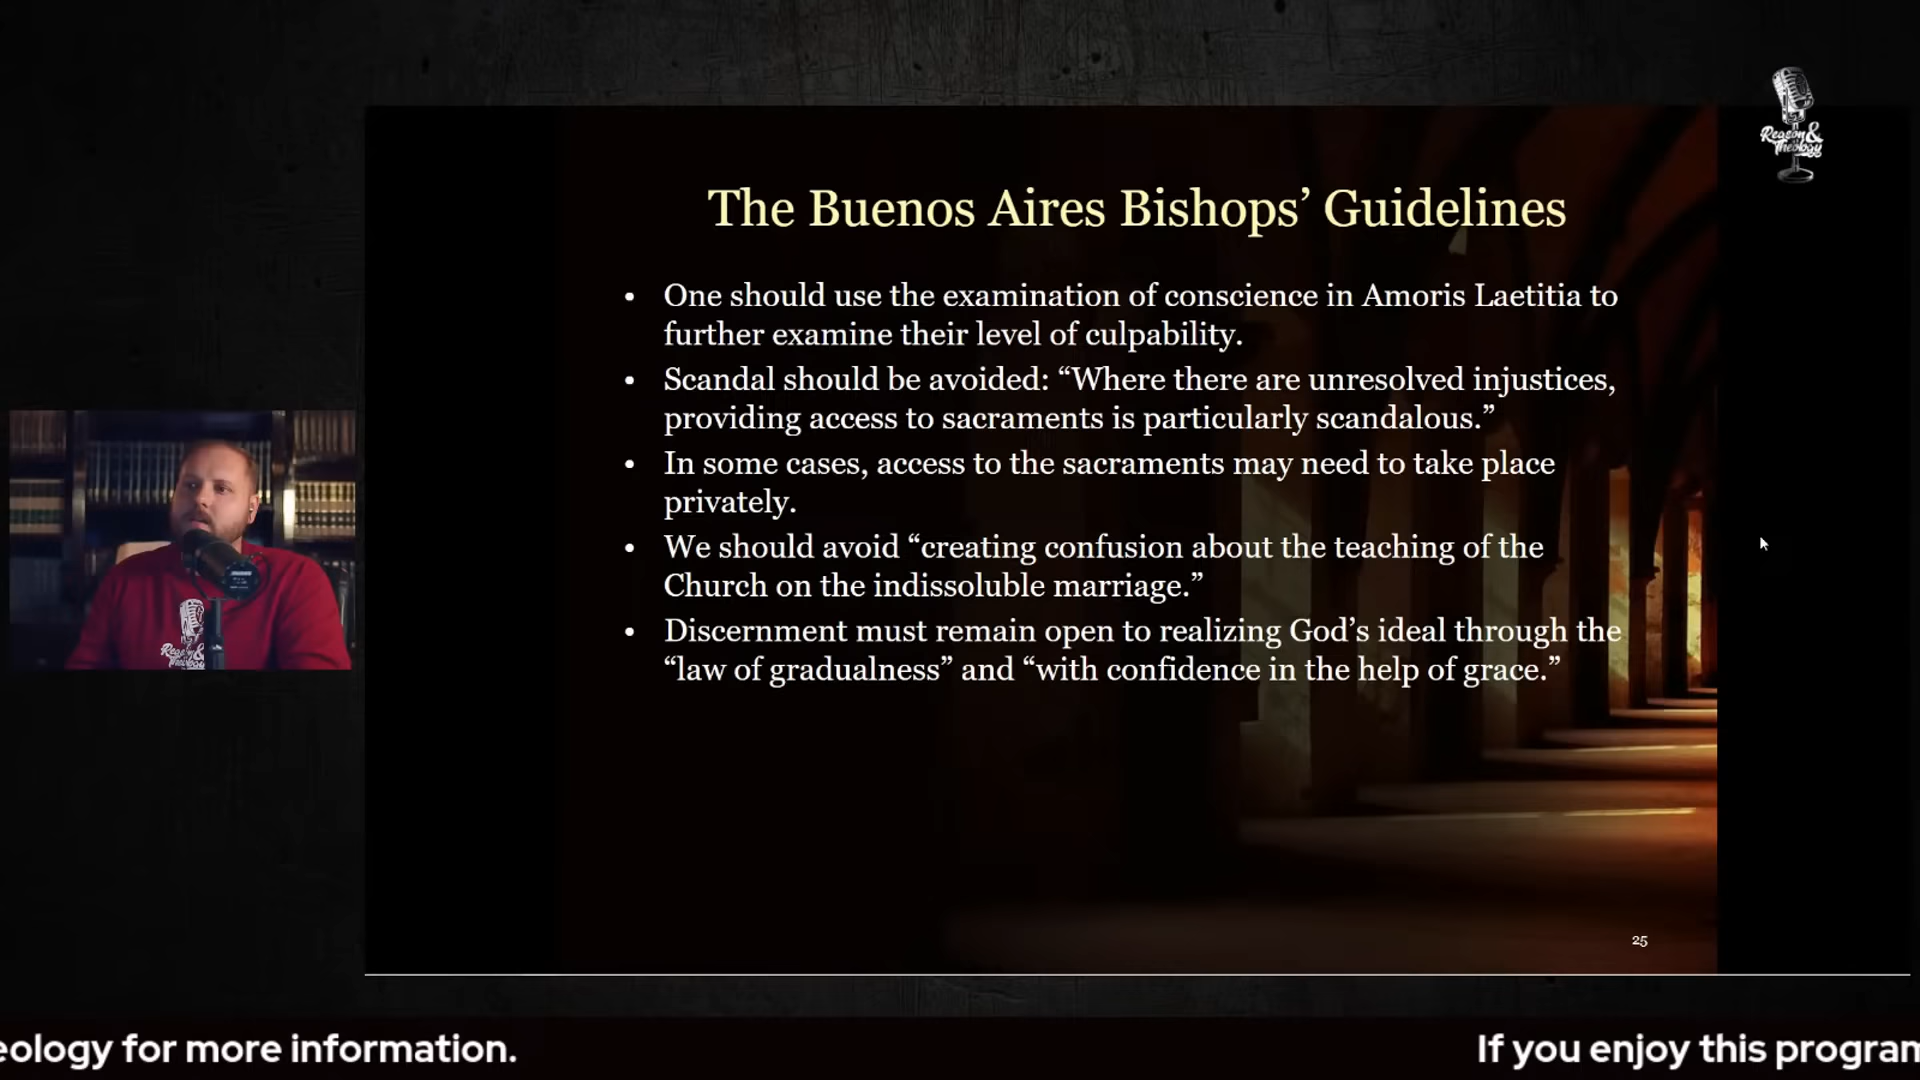 Reason &
Theology
The Buenos Aires Bishops’ Guidelines
• One should use the examination of conscience in Amoris Laetitia to
further examine their level of culpability.
• Scandal should be avoided: “Where there are unresolved injustices,
providing access to sacraments is particularly scandalous.”
• In some cases, access to the sacraments may need to take place
privately.
• We should avoid “creating confusion about the teaching of the
Church on the indissoluble marriage.”
• Discernment must remain open to realizing God’s ideal through the
“law of gradualness” and “with confidence in the help of grace.”
Reason &
Theology
25
eology for more information.
If you enjoy this program